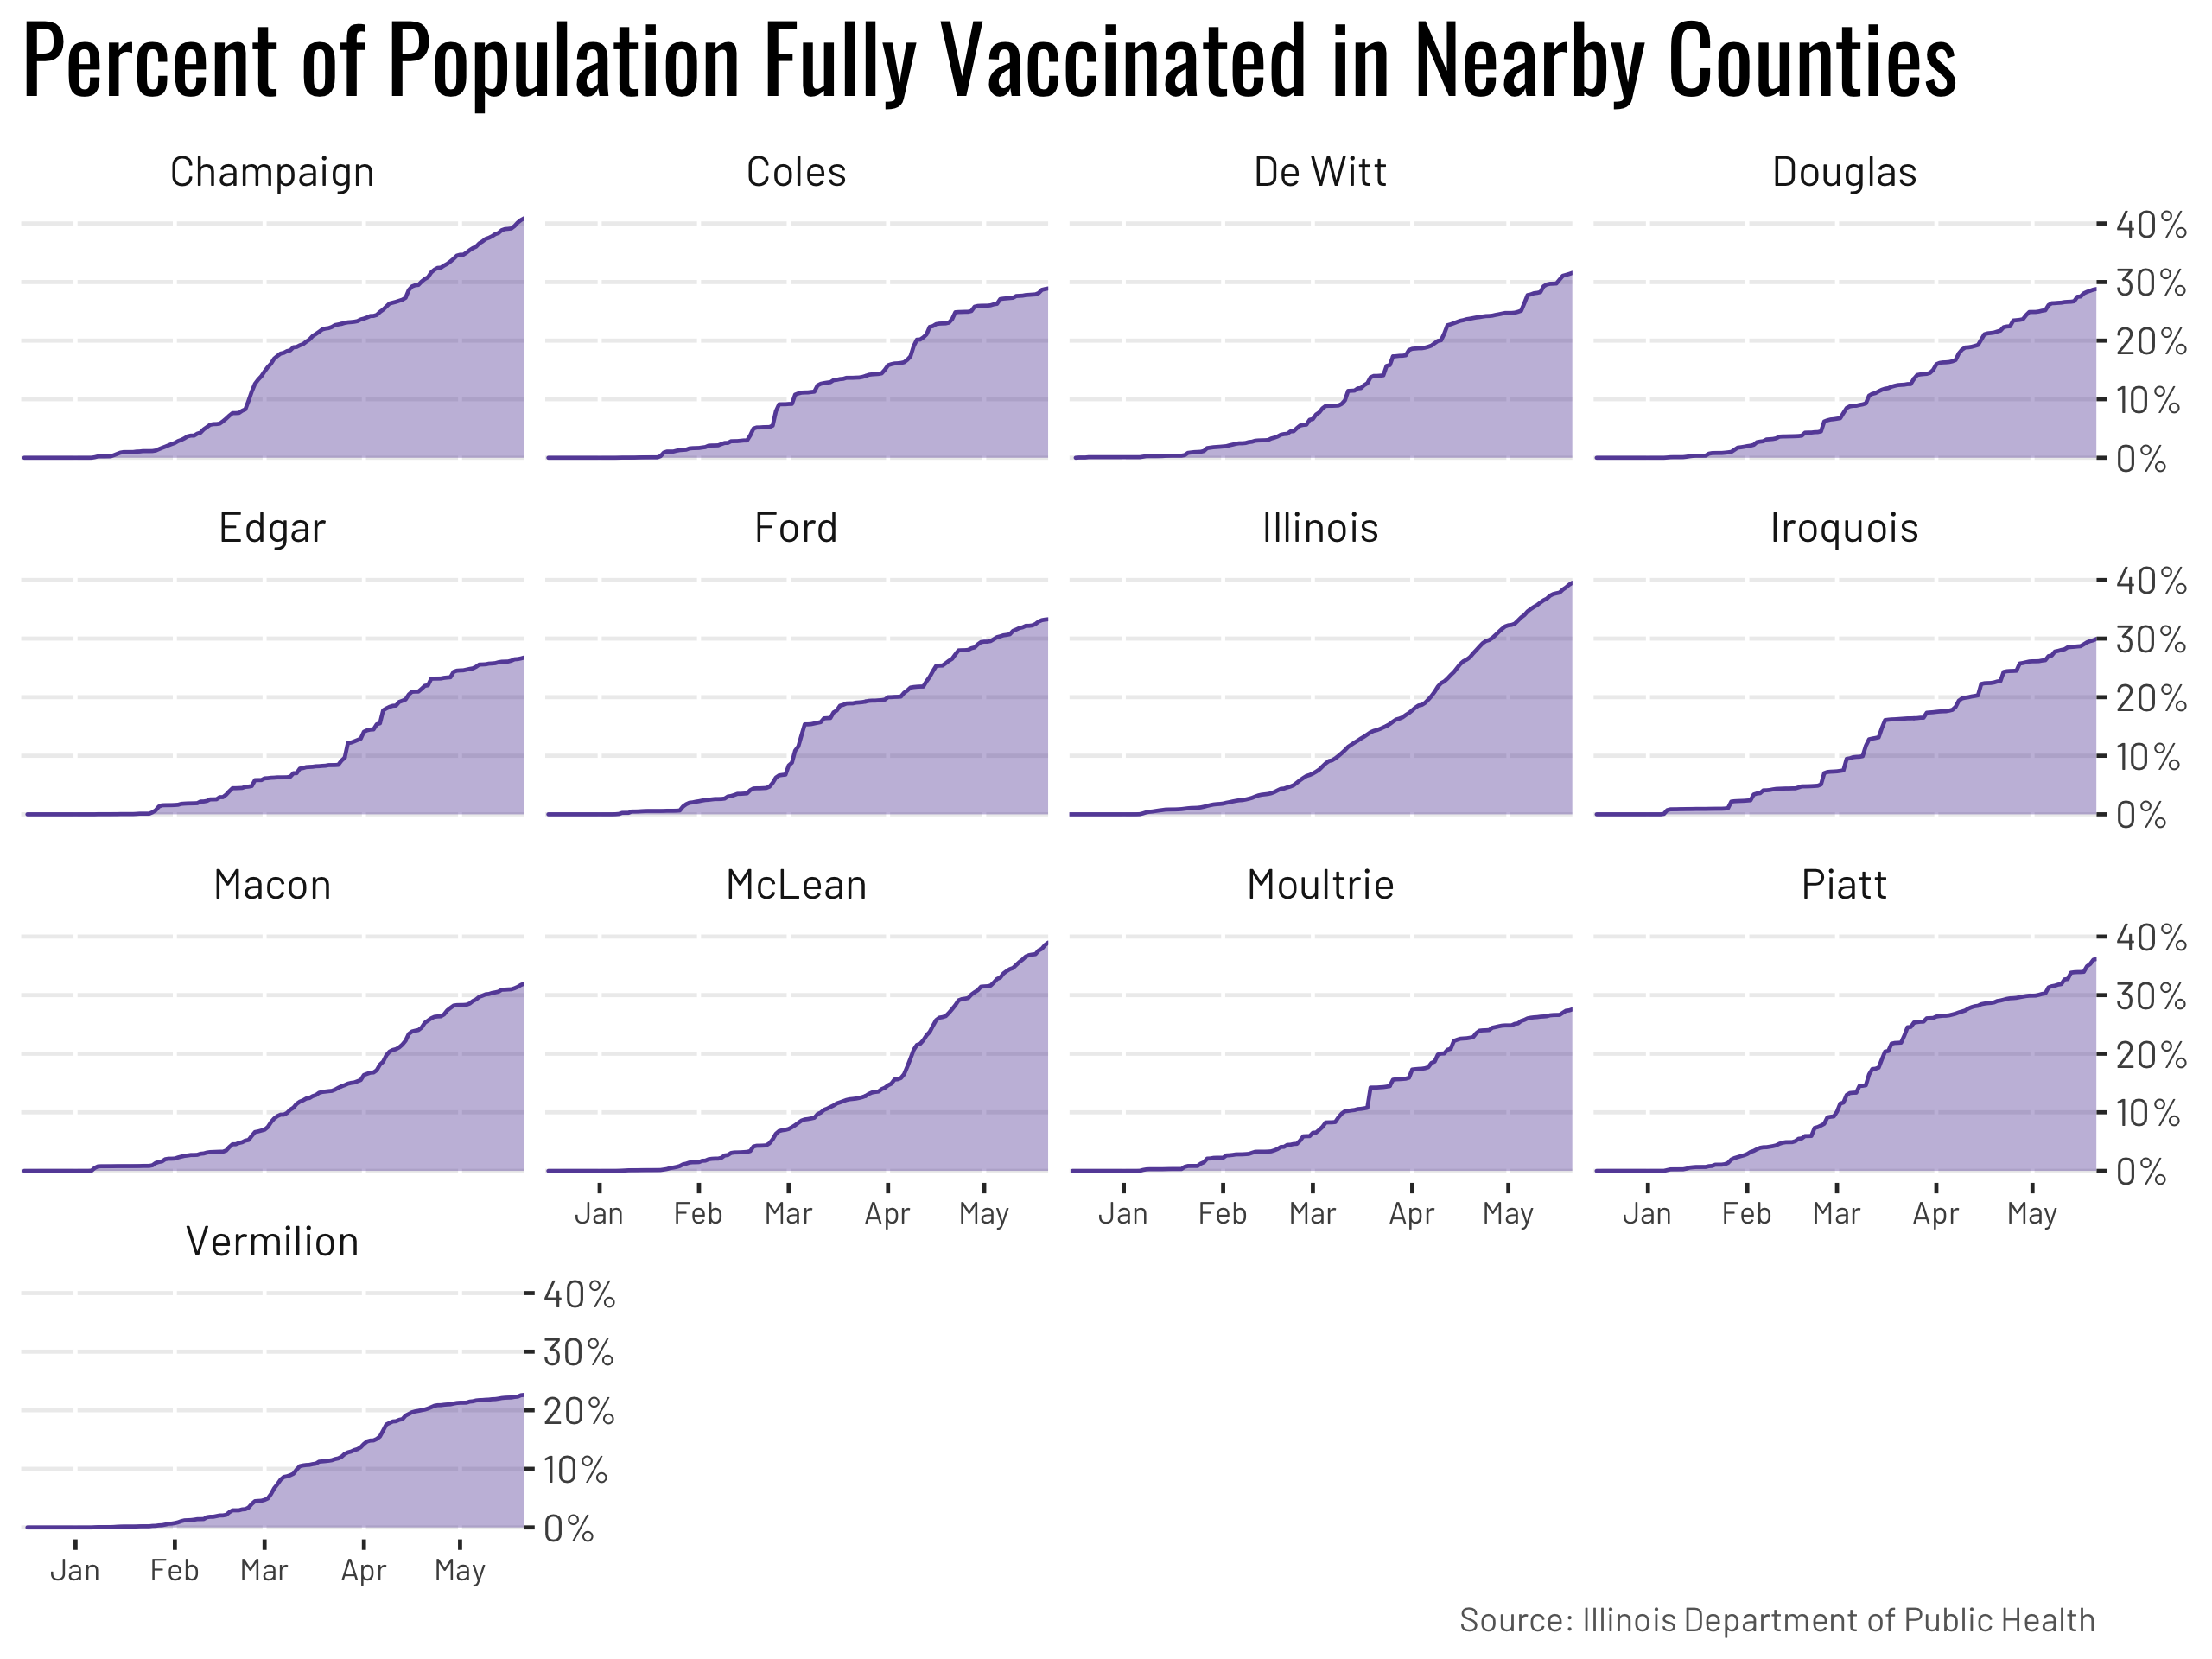 Percent of Population Fully Vaccinated in Nearby Counties
Champaign Coles De Witt Douglas
40%
30%
20%
10%
0%
Edgar Ford Illinois Iroquois
40%
30%
20%
10%
0%
Macon McLean Moultrie Piatt
40%
30%
20%
10%
0%
Jan Feb Mar Apr May Jan Feb Mar Apr May Jan Feb Mar Apr May
Vermilion
40%
30%
20%
10%
0%
Jan Feb Mar Apr May
Source: Illinois Department of Public Health